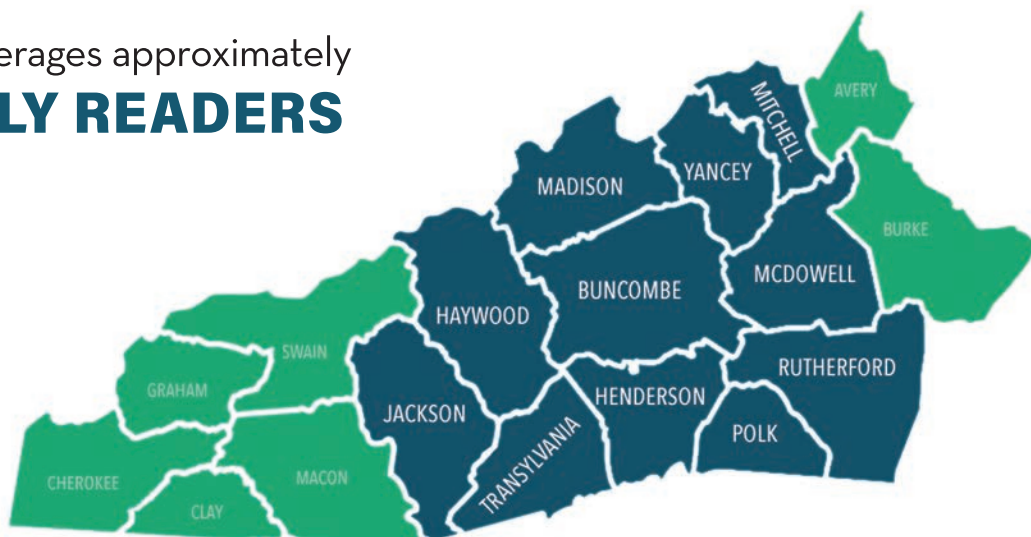 erages approximately
LY READERS
AVERY
MITCHELL
YANCEY
MADISON
BURKE
MCDOWELL
BUNCOMBE
HAYWOOD
SWAIN
RUTHERFORD
GRAHAM
HENDERSON
JACKSON
POLK
TRANSYLVANIA
MACON
CHEROKEE
CLAY